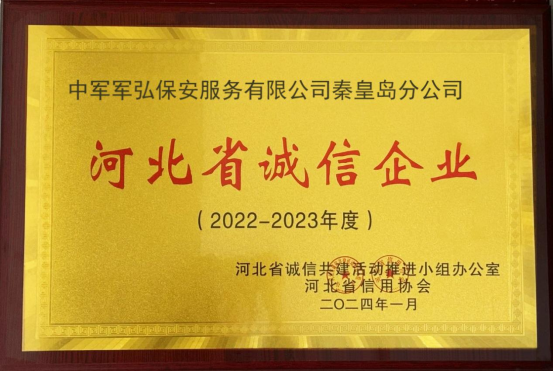 中军军弘保安服务有限公司秦皇岛分公司
河北省诚信企业
（2022-2023年度）
河北省诚信共建活动推进小组办公室
河北省信用协会
二〇二四年一月